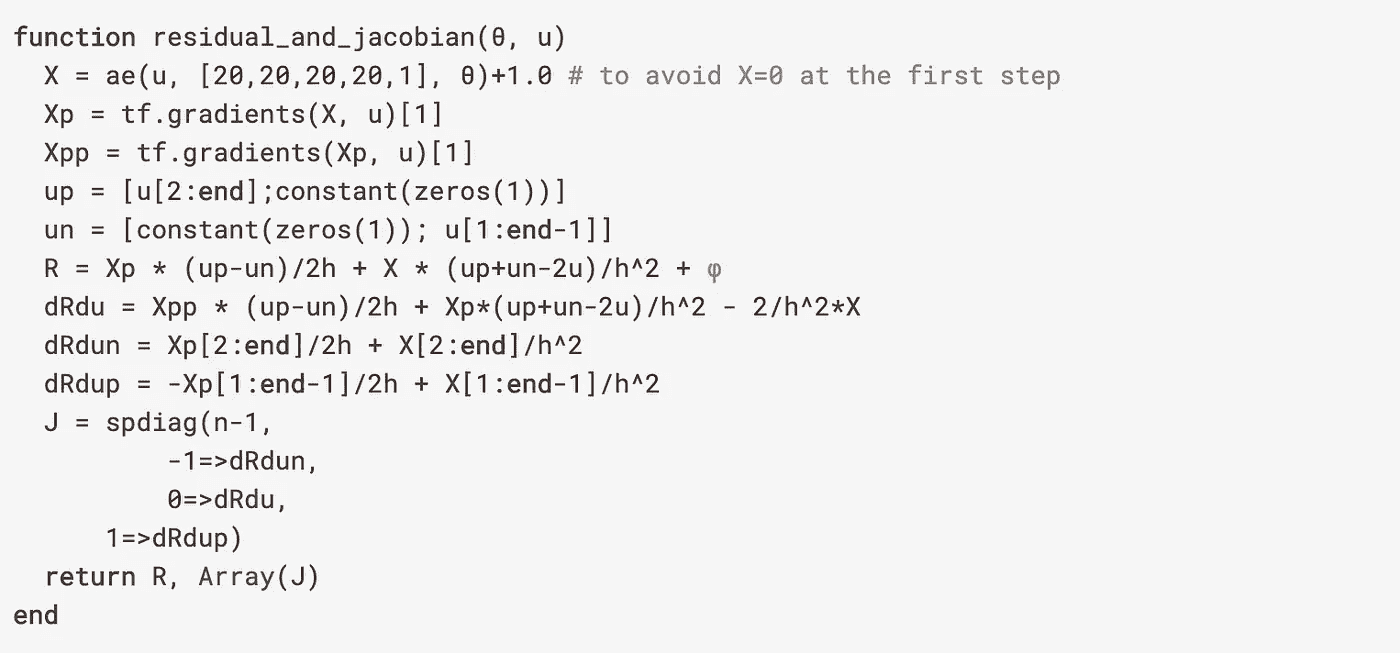 function residual_and_jacobian(θ, u)
  X = ae(u, [20,20,20,20,1], θ)+1.0 # to avoid X=0 at the first step
  Xp = tf.gradients(X, u)[1]
  Xpp = tf.gradients(Xp, u)[1]
  up = [u[2:end];constant(zeros(1))]
  un = [constant(zeros(1)); u[1:end-1]]
  R = Xp * (up-un)/2h + X * (up+un-2u)/h^2 + φ
  dRdu = Xpp * (up-un)/2h + Xp*(up+un-2u)/h^2 - 2/h^2*X
  dRdun = Xp[2:end]/2h + X[2:end]/h^2
  dRdup = -Xp[1:end-1]/2h + X[1:end-1]/h^2
  J = spdiag(n-1,
          -1=>dRdun,
          0=>dRdu,
      1=>dRdup)
  return R, Array(J)
end